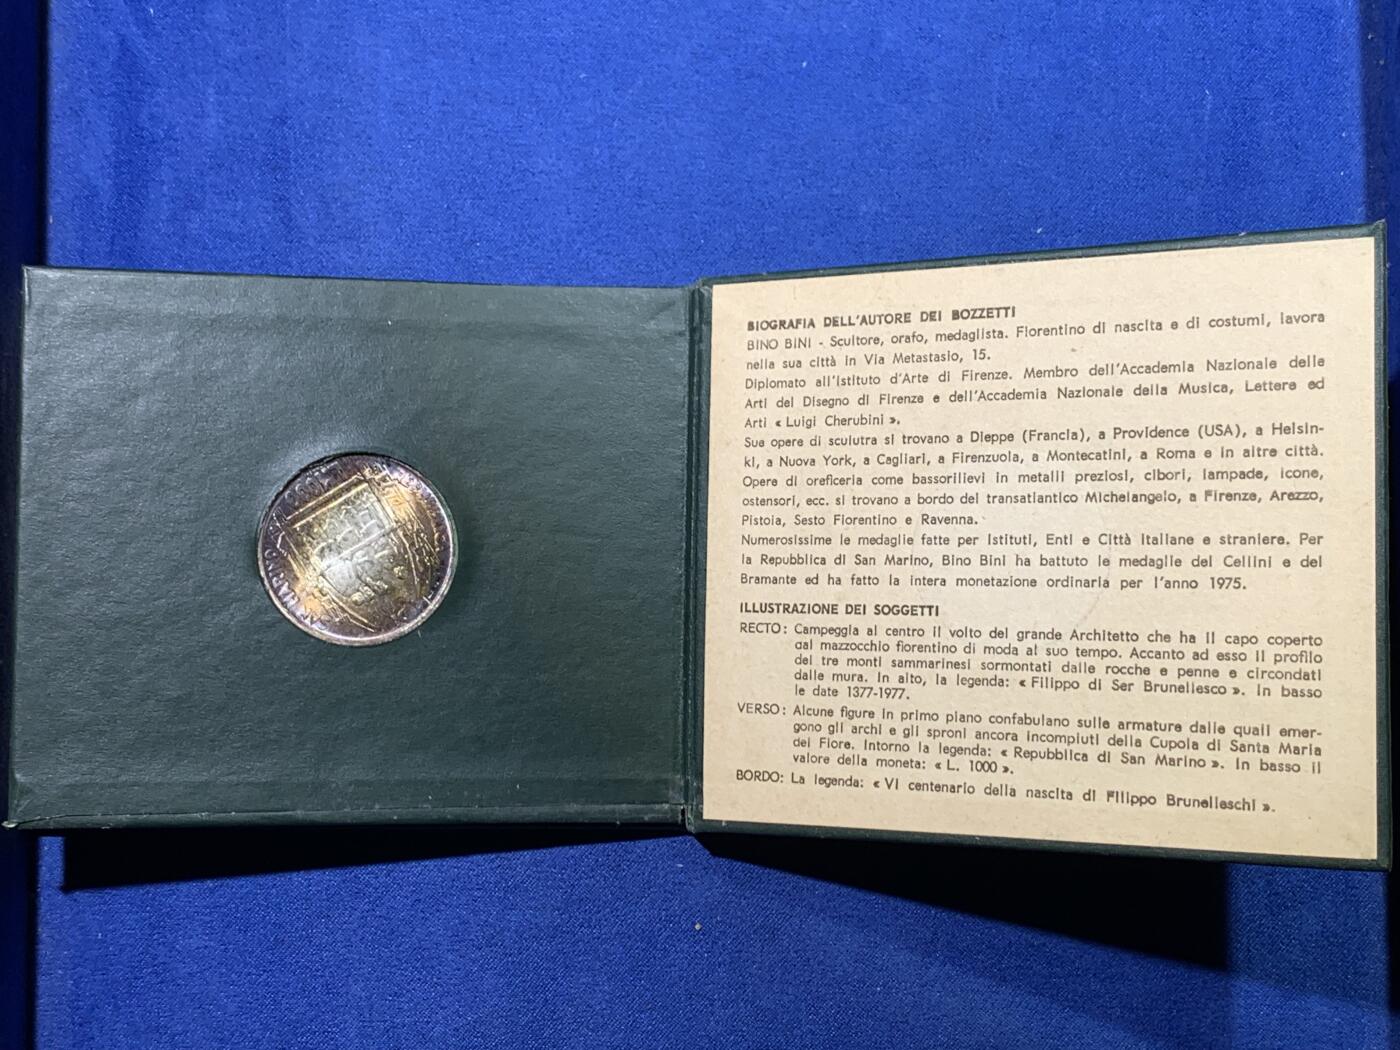 BIOGRAFIA DELL'AUTORE DEI BOZZETTI
BINO BINI - Scultore, orafo, medaglista. Fiorentino di nascita e di costumi, lavora
nella sua città in Via Metastasio, 15.
Diplomato all'Istituto d'Arte di Firenze. Membro dell'Accademia Nazionale delle
Arti del Disegno di Firenze e dell'Accademia Nazionale della Musica, Lettere ed
Arti « Luigi Cherubini ».
Sue opere di scultura si trovano a Dieppe (Francia), a Providence (USA), a Helsin-
ki, a Nuova York, a Cagliari, a Firenzuola, a Montecatini, a Roma e in altre città.
Opere di oreficeria come bassorilievi in metalli preziosi, cibori, lampade, icone,
ostensori, ecc. si trovano a bordo del transatlantico Michelangelo, a Firenze, Arezzo,
Pistoia, Sesto Fiorentino e Ravenna.
Numerosissime le medaglie fatte per Istituti, Enti e Città Italiane e straniere. Per
la Repubblica di San Marino, Bino Bini ha battuto le medaglie del Cellini e del
Bramante ed ha fatto la intera monetazione ordinaria per l'anno 1975.
ILLUSTRAZIONE DEI SOGGETTI
RECTO: Campeggia al centro il volto del grande Architetto che ha il capo coperto
dal mazzocchio fiorentino di moda al suo tempo. Accanto ad esso il profilo
dei tre monti sammarinesi sormontati dalle rocche e penne e circondati
dalle mura. In alto, la legenda: « Filippo di Ser Brunellesco ». In basso
le date 1377-1977.
VERSO: Alcune figure in primo piano confabulano sulle armature dalle quali emer-
gono gli archi e gli sproni ancora incompiuti della Cupola di Santa Maria
del Fiore. Intorno la legenda: « Repubblica di San Marino ». In basso il
valore della moneta: « L. 1000 ».
BORDO: La legenda: « VI centenario della nascita di Filippo Brunelleschi ».
MARINO